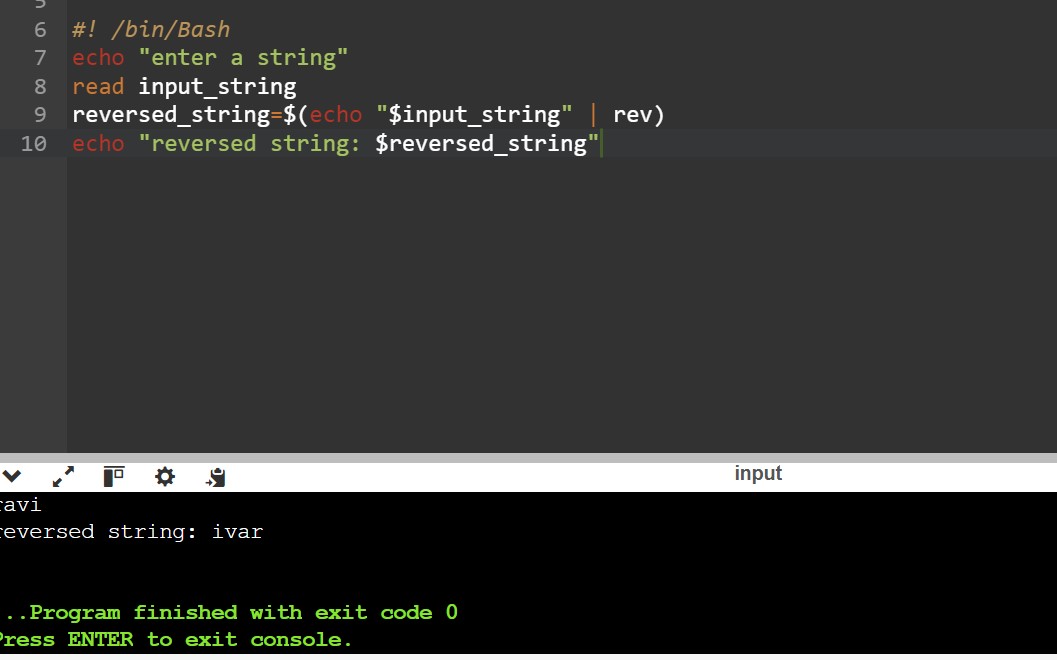 5
6 #! /bin/Bash
7 echo "enter a string"
8 read input_string
9 reversed_string=$(echo "$input_string" | rev)
10 echo "reversed string: $reversed_string"
input
ravi
reversed string: ivar
...Program finished with exit code 0
Press ENTER to exit console.